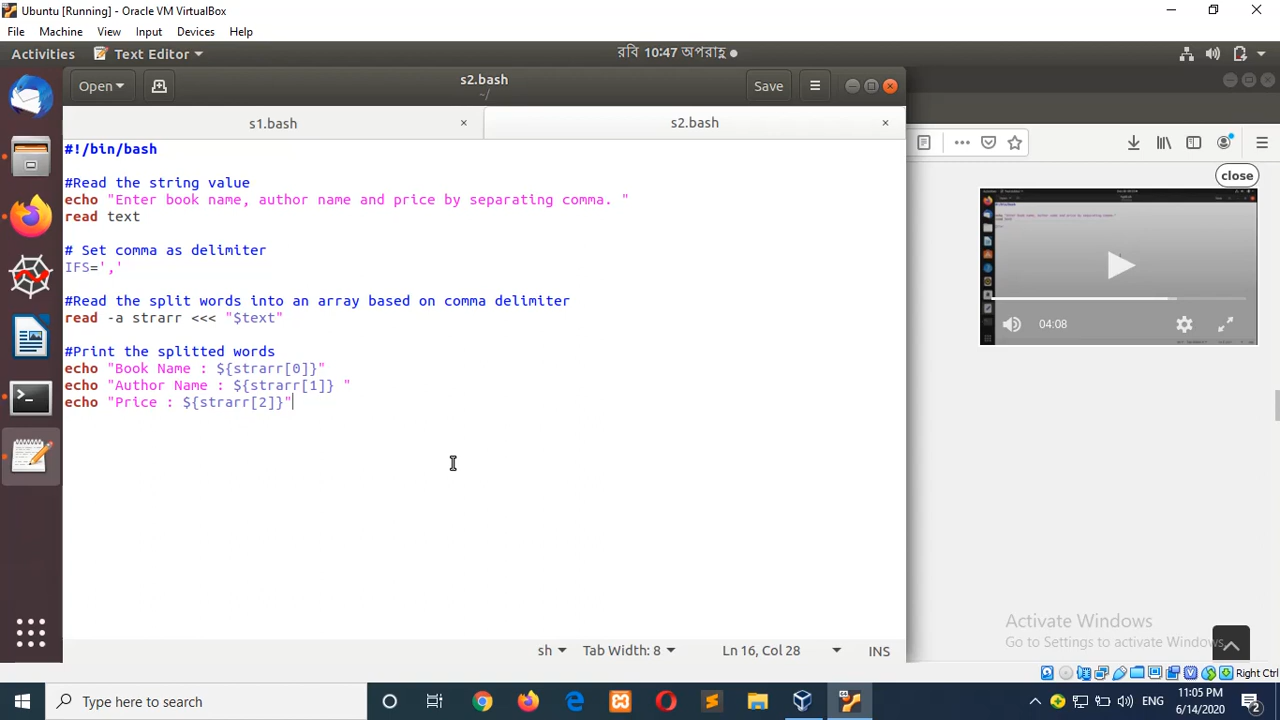 Ubuntu [Running] - Oracle VM VirtualBox
File Machine View Input Devices Help
Activities Text Editor রবি 10:47 অপরাহ্ণ
Open s2.bash Save
~/
s1.bash s2.bash
#!/bin/bash
#Read the string value
echo "Enter book name, author name and price by separating comma. "
read text
# Set comma as delimiter
IFS=','
#Read the split words into an array based on comma delimiter
read -a strarr <<< "$text"
#Print the splitted words
echo "Book Name : ${strarr[0]}"
echo "Author Name : ${strarr[1]} "
echo "Price : ${strarr[2]}"
close
04:08
Activate Windows
Go to Settings to activate Windows.
sh Tab Width: 8 Ln 16, Col 28 INS
Right Ctrl
Type here to search
ENG
11:05 PM
6/14/2020
2